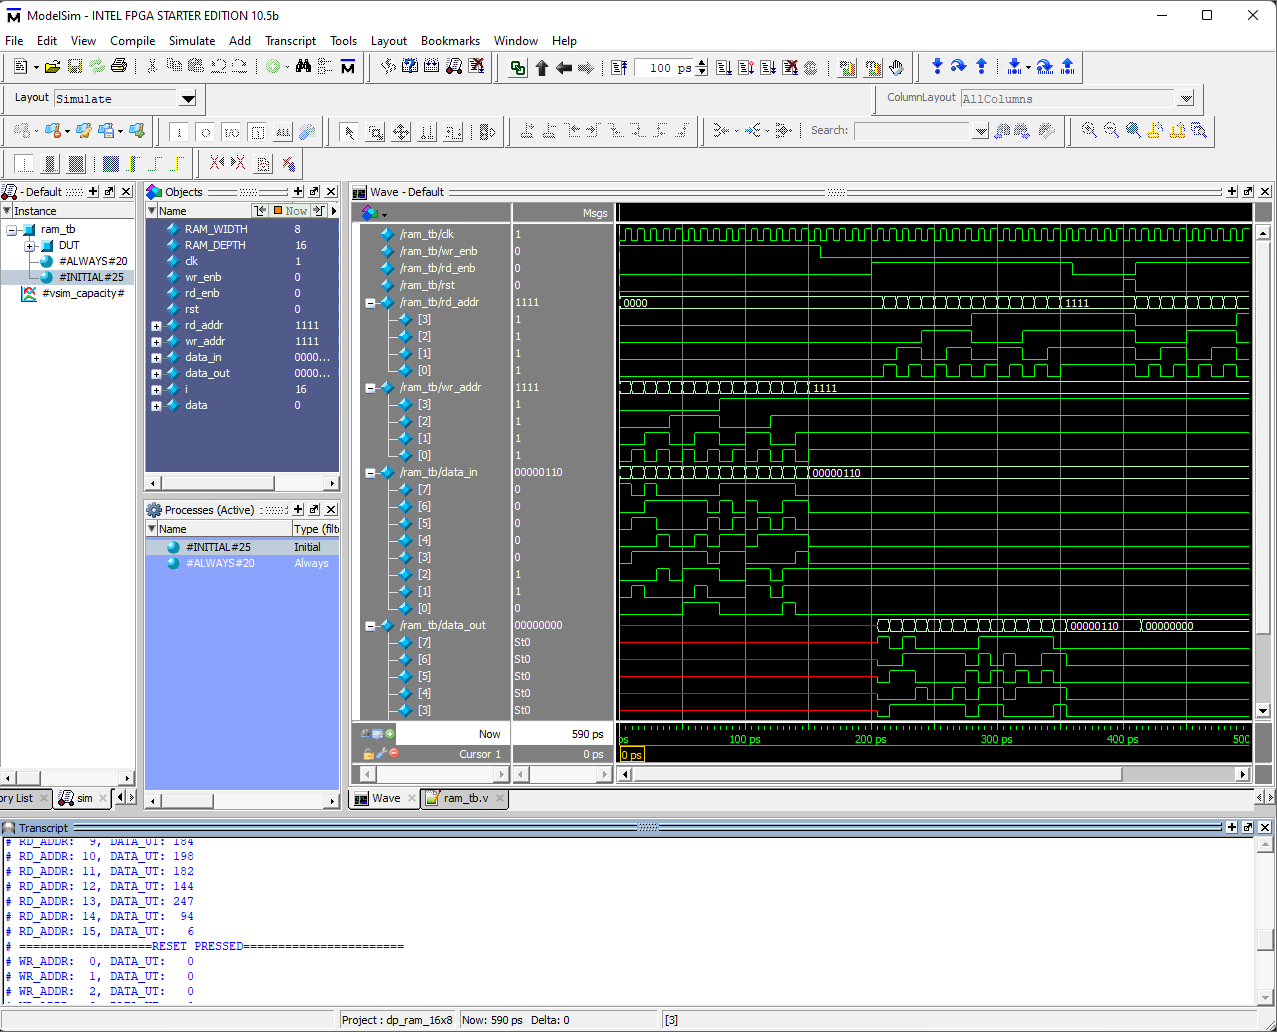 ModelSim - INTEL FPGA STARTER EDITION 10.5b
File Edit View Compile Simulate Add Transcript Tools Layout Bookmarks Window Help
100 ps
Layout Simulate
ColumnLayout AllColumns
Search:
- Default
Instance
ram_tb
DUT
#ALWAYS#20
#INITIAL#25
#vsim_capacity#
ory List
sim
Objects
Name Now
RAM_WIDTH 8
RAM_DEPTH 16
clk 1
wr_enb 0
rd_enb 0
rst 0
rd_addr 1111
wr_addr 1111
data_in 0000...
data_out 0000...
i 16
data 0
Processes (Active)
Name Type (filte
#INITIAL#25 Initial
#ALWAYS#20 Always
Wave - Default
Msgs
/ram_tb/clk 1
/ram_tb/wr_enb 0
/ram_tb/rd_enb 0
/ram_tb/rst 0
/ram_tb/rd_addr 1111 0000 1111
[3] 1
[2] 1
[1] 1
[0] 1
/ram_tb/wr_addr 1111 1111
[3] 1
[2] 1
[1] 1
[0] 1
/ram_tb/data_in 00000110 00000110
[7] 0
[6] 0
[5] 0
[4] 0
[3] 0
[2] 1
[1] 1
[0] 0
/ram_tb/data_out 00000000 00000110 00000000
[7] St0
[6] St0
[5] St0
[4] St0
[3] St0
Now 590 ps ps 100 ps 200 ps 300 ps 400 ps 500
Cursor 1 0 ps 0 ps
Wave
ram_tb.v
Transcript
# RD_ADDR: 9, DATA_UT: 184
# RD_ADDR: 10, DATA_UT: 198
# RD_ADDR: 11, DATA_UT: 182
# RD_ADDR: 12, DATA_UT: 144
# RD_ADDR: 13, DATA_UT: 247
# RD_ADDR: 14, DATA_UT: 94
# RD_ADDR: 15, DATA_UT: 6
# ===================RESET PRESSED=======================
# WR_ADDR: 0, DATA_UT: 0
# WR_ADDR: 1, DATA_UT: 0
# WR_ADDR: 2, DATA_UT: 0
Project : dp_ram_16x8 Now: 590 ps Delta: 0 [3]